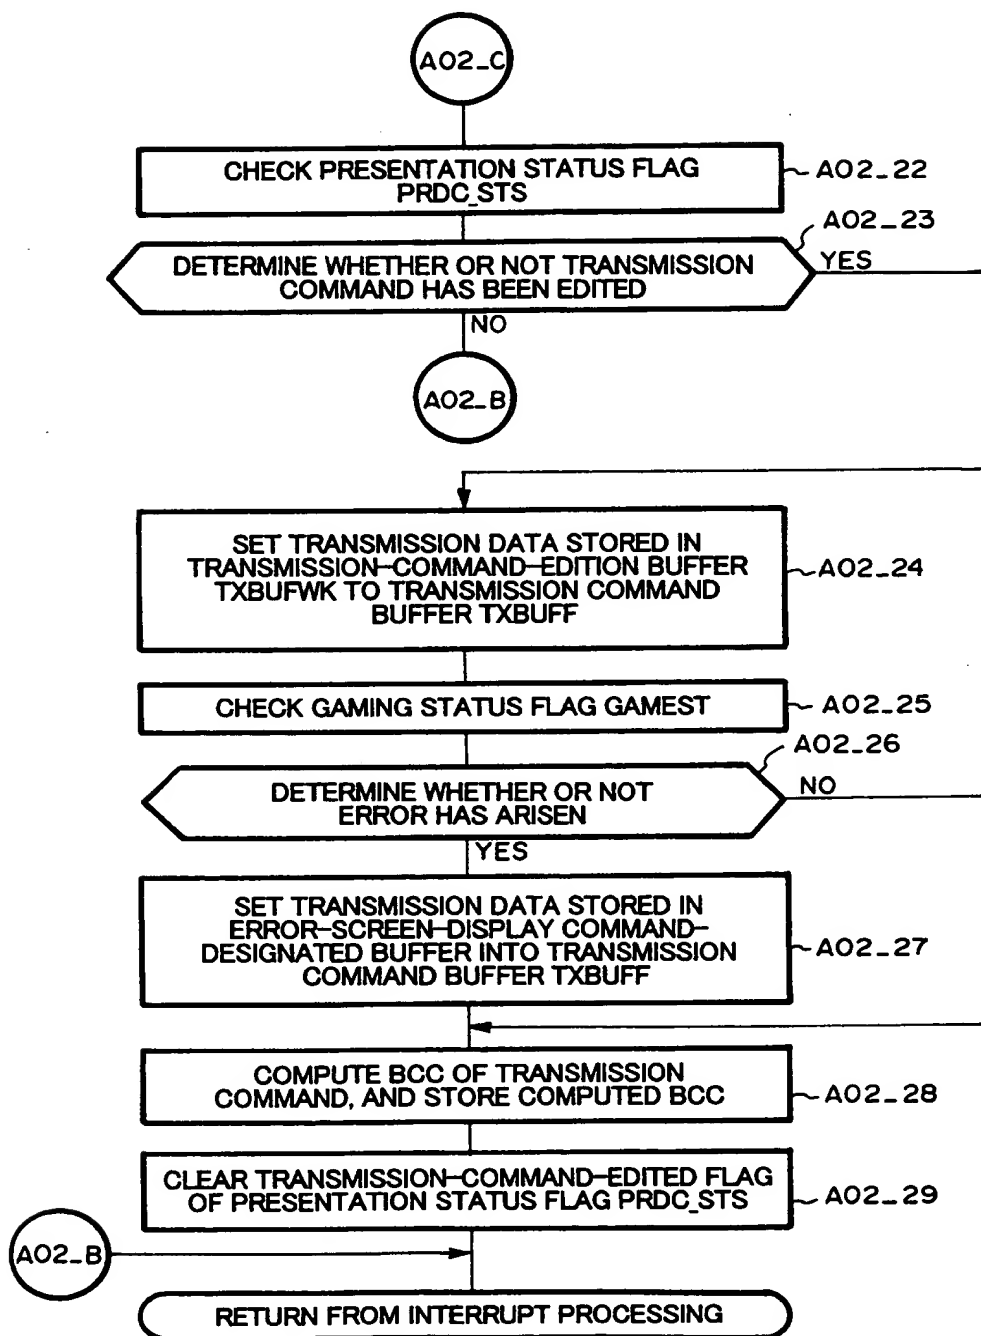 A02_C
CHECK PRESENTATION STATUS FLAG
PRDC_STS
A02_22
A02_23
DETERMINE WHETHER OR NOT TRANSMISSION
COMMAND HAS BEEN EDITED
YES
NO
A02_B
SET TRANSMISSION DATA STORED IN
TRANSMISSION-COMMAND-EDITION BUFFER
TXBUFWK TO TRANSMISSION COMMAND
BUFFER TXBUFF
A02_24
CHECK GAMING STATUS FLAG GAMEST
A02_25
A02_26
DETERMINE WHETHER OR NOT
ERROR HAS ARISEN
NO
YES
SET TRANSMISSION DATA STORED IN
ERROR-SCREEN-DISPLAY COMMAND-
DESIGNATED BUFFER INTO TRANSMISSION
COMMAND BUFFER TXBUFF
A02_27
COMPUTE BCC OF TRANSMISSION
COMMAND, AND STORE COMPUTED BCC
A02_28
CLEAR TRANSMISSION-COMMAND-EDITED FLAG
OF PRESENTATION STATUS FLAG PRDC_STS
A02_29
A02_B
RETURN FROM INTERRUPT PROCESSING